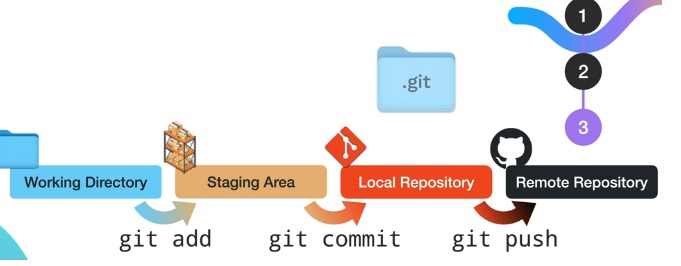 1
.git
2
3
Working Directory
Staging Area
Local Repository
Remote Repository
git add
git commit
git push